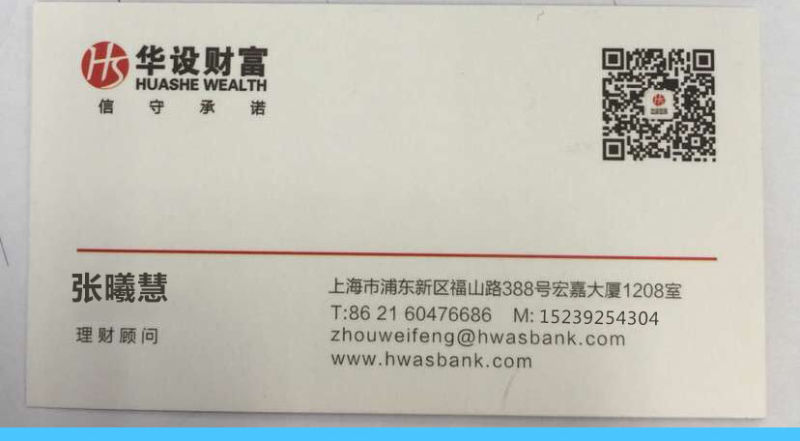 华设财富
HUASHE WEALTH
信守承诺
张曦慧
理财顾问
上海市浦东新区福山路388号宏嘉大厦1208室
T:86 21 60476686 M: 15239254304
zhouweifeng@hwasbank.com
www.hwasbank.com